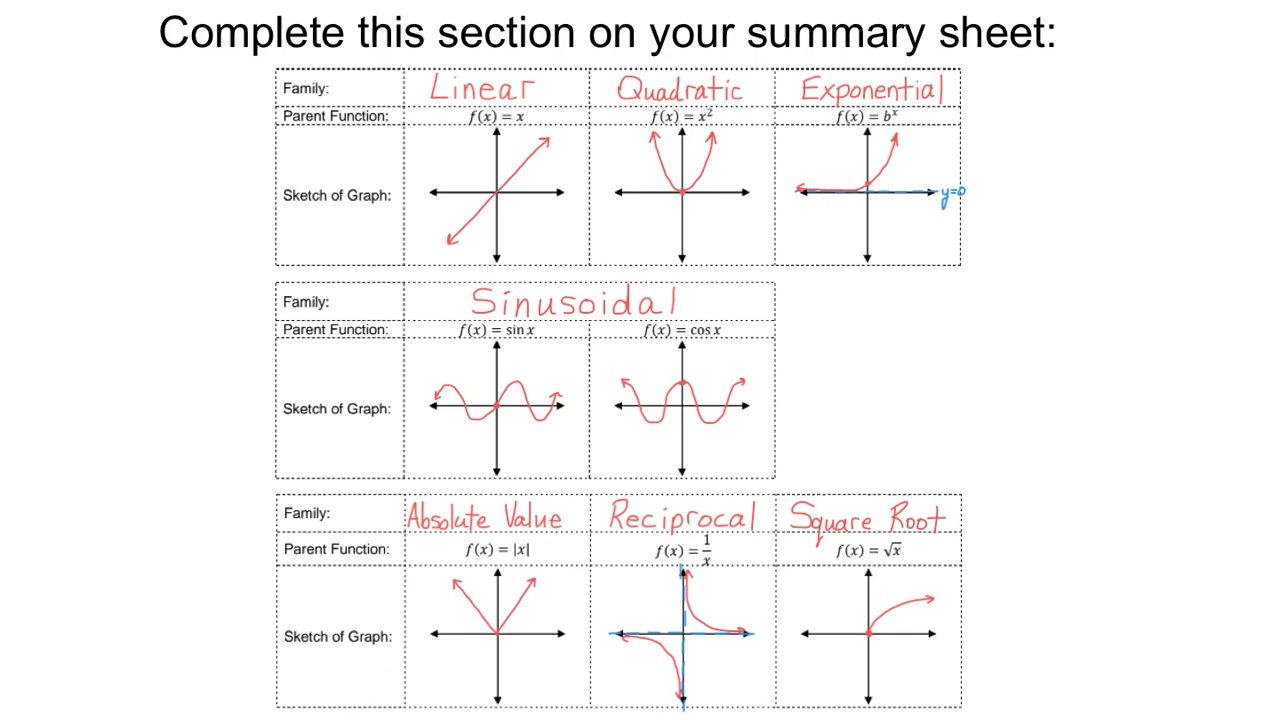 Complete this section on your summary sheet:
Family: Linear Quadratic Exponential
Parent Function: f(x) = x f(x) = x² f(x) = bˣ
Sketch of Graph: y=0
Family: Sinusoidal
Parent Function: f(x) = sin x f(x) = cos x
Sketch of Graph:
Family: Absolute Value Reciprocal Square Root
Parent Function: f(x) = |x| f(x) = 1/x f(x) = √x
Sketch of Graph: